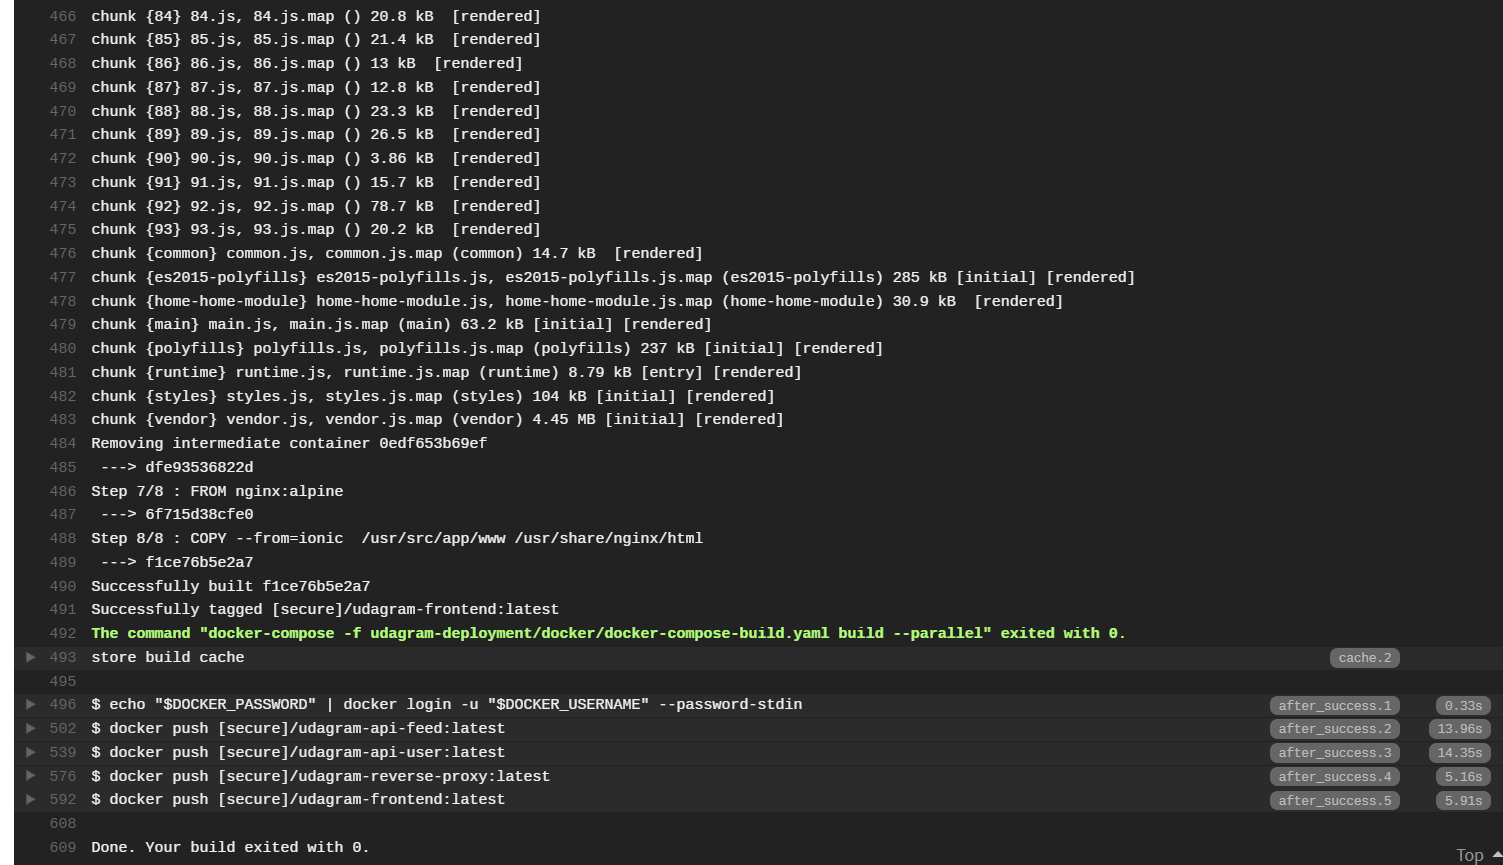 466 chunk {84} 84.js, 84.js.map () 20.8 kB  [rendered]
467 chunk {85} 85.js, 85.js.map () 21.4 kB  [rendered]
468 chunk {86} 86.js, 86.js.map () 13 kB  [rendered]
469 chunk {87} 87.js, 87.js.map () 12.8 kB  [rendered]
470 chunk {88} 88.js, 88.js.map () 23.3 kB  [rendered]
471 chunk {89} 89.js, 89.js.map () 26.5 kB  [rendered]
472 chunk {90} 90.js, 90.js.map () 3.86 kB  [rendered]
473 chunk {91} 91.js, 91.js.map () 15.7 kB  [rendered]
474 chunk {92} 92.js, 92.js.map () 78.7 kB  [rendered]
475 chunk {93} 93.js, 93.js.map () 20.2 kB  [rendered]
476 chunk {common} common.js, common.js.map (common) 14.7 kB  [rendered]
477 chunk {es2015-polyfills} es2015-polyfills.js, es2015-polyfills.js.map (es2015-polyfills) 285 kB [initial] [rendered]
478 chunk {home-home-module} home-home-module.js, home-home-module.js.map (home-home-module) 30.9 kB  [rendered]
479 chunk {main} main.js, main.js.map (main) 63.2 kB [initial] [rendered]
480 chunk {polyfills} polyfills.js, polyfills.js.map (polyfills) 237 kB [initial] [rendered]
481 chunk {runtime} runtime.js, runtime.js.map (runtime) 8.79 kB [entry] [rendered]
482 chunk {styles} styles.js, styles.js.map (styles) 104 kB [initial] [rendered]
483 chunk {vendor} vendor.js, vendor.js.map (vendor) 4.45 MB [initial] [rendered]
484 Removing intermediate container 0edf653b69ef
485  ---> dfe93536822d
486 Step 7/8 : FROM nginx:alpine
487  ---> 6f715d38cfe0
488 Step 8/8 : COPY --from=ionic  /usr/src/app/www /usr/share/nginx/html
489  ---> f1ce76b5e2a7
490 Successfully built f1ce76b5e2a7
491 Successfully tagged [secure]/udagram-frontend:latest
492 The command "docker-compose -f udagram-deployment/docker/docker-compose-build.yaml build --parallel" exited with 0.
493 store build cache cache.2
495
496 $ echo "$DOCKER_PASSWORD" | docker login -u "$DOCKER_USERNAME" --password-stdin after_success.1 0.33s
502 $ docker push [secure]/udagram-api-feed:latest after_success.2 13.96s
539 $ docker push [secure]/udagram-api-user:latest after_success.3 14.35s
576 $ docker push [secure]/udagram-reverse-proxy:latest after_success.4 5.16s
592 $ docker push [secure]/udagram-frontend:latest after_success.5 5.91s
608
609 Done. Your build exited with 0.
Top